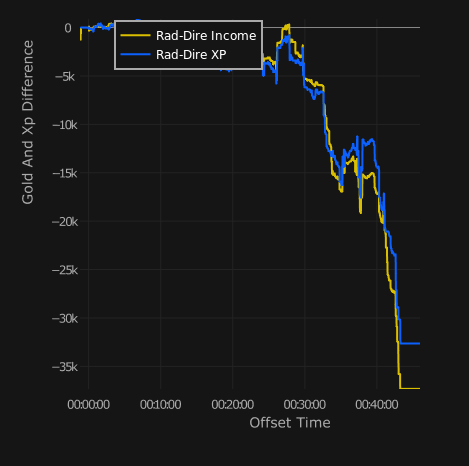 Rad-Dire Income
Rad-Dire XP
Gold And Xp Difference
0
−5k
−10k
−15k
−20k
−25k
−30k
−35k
00:00:00 00:10:00 00:20:00 00:30:00 00:40:00
Offset Time